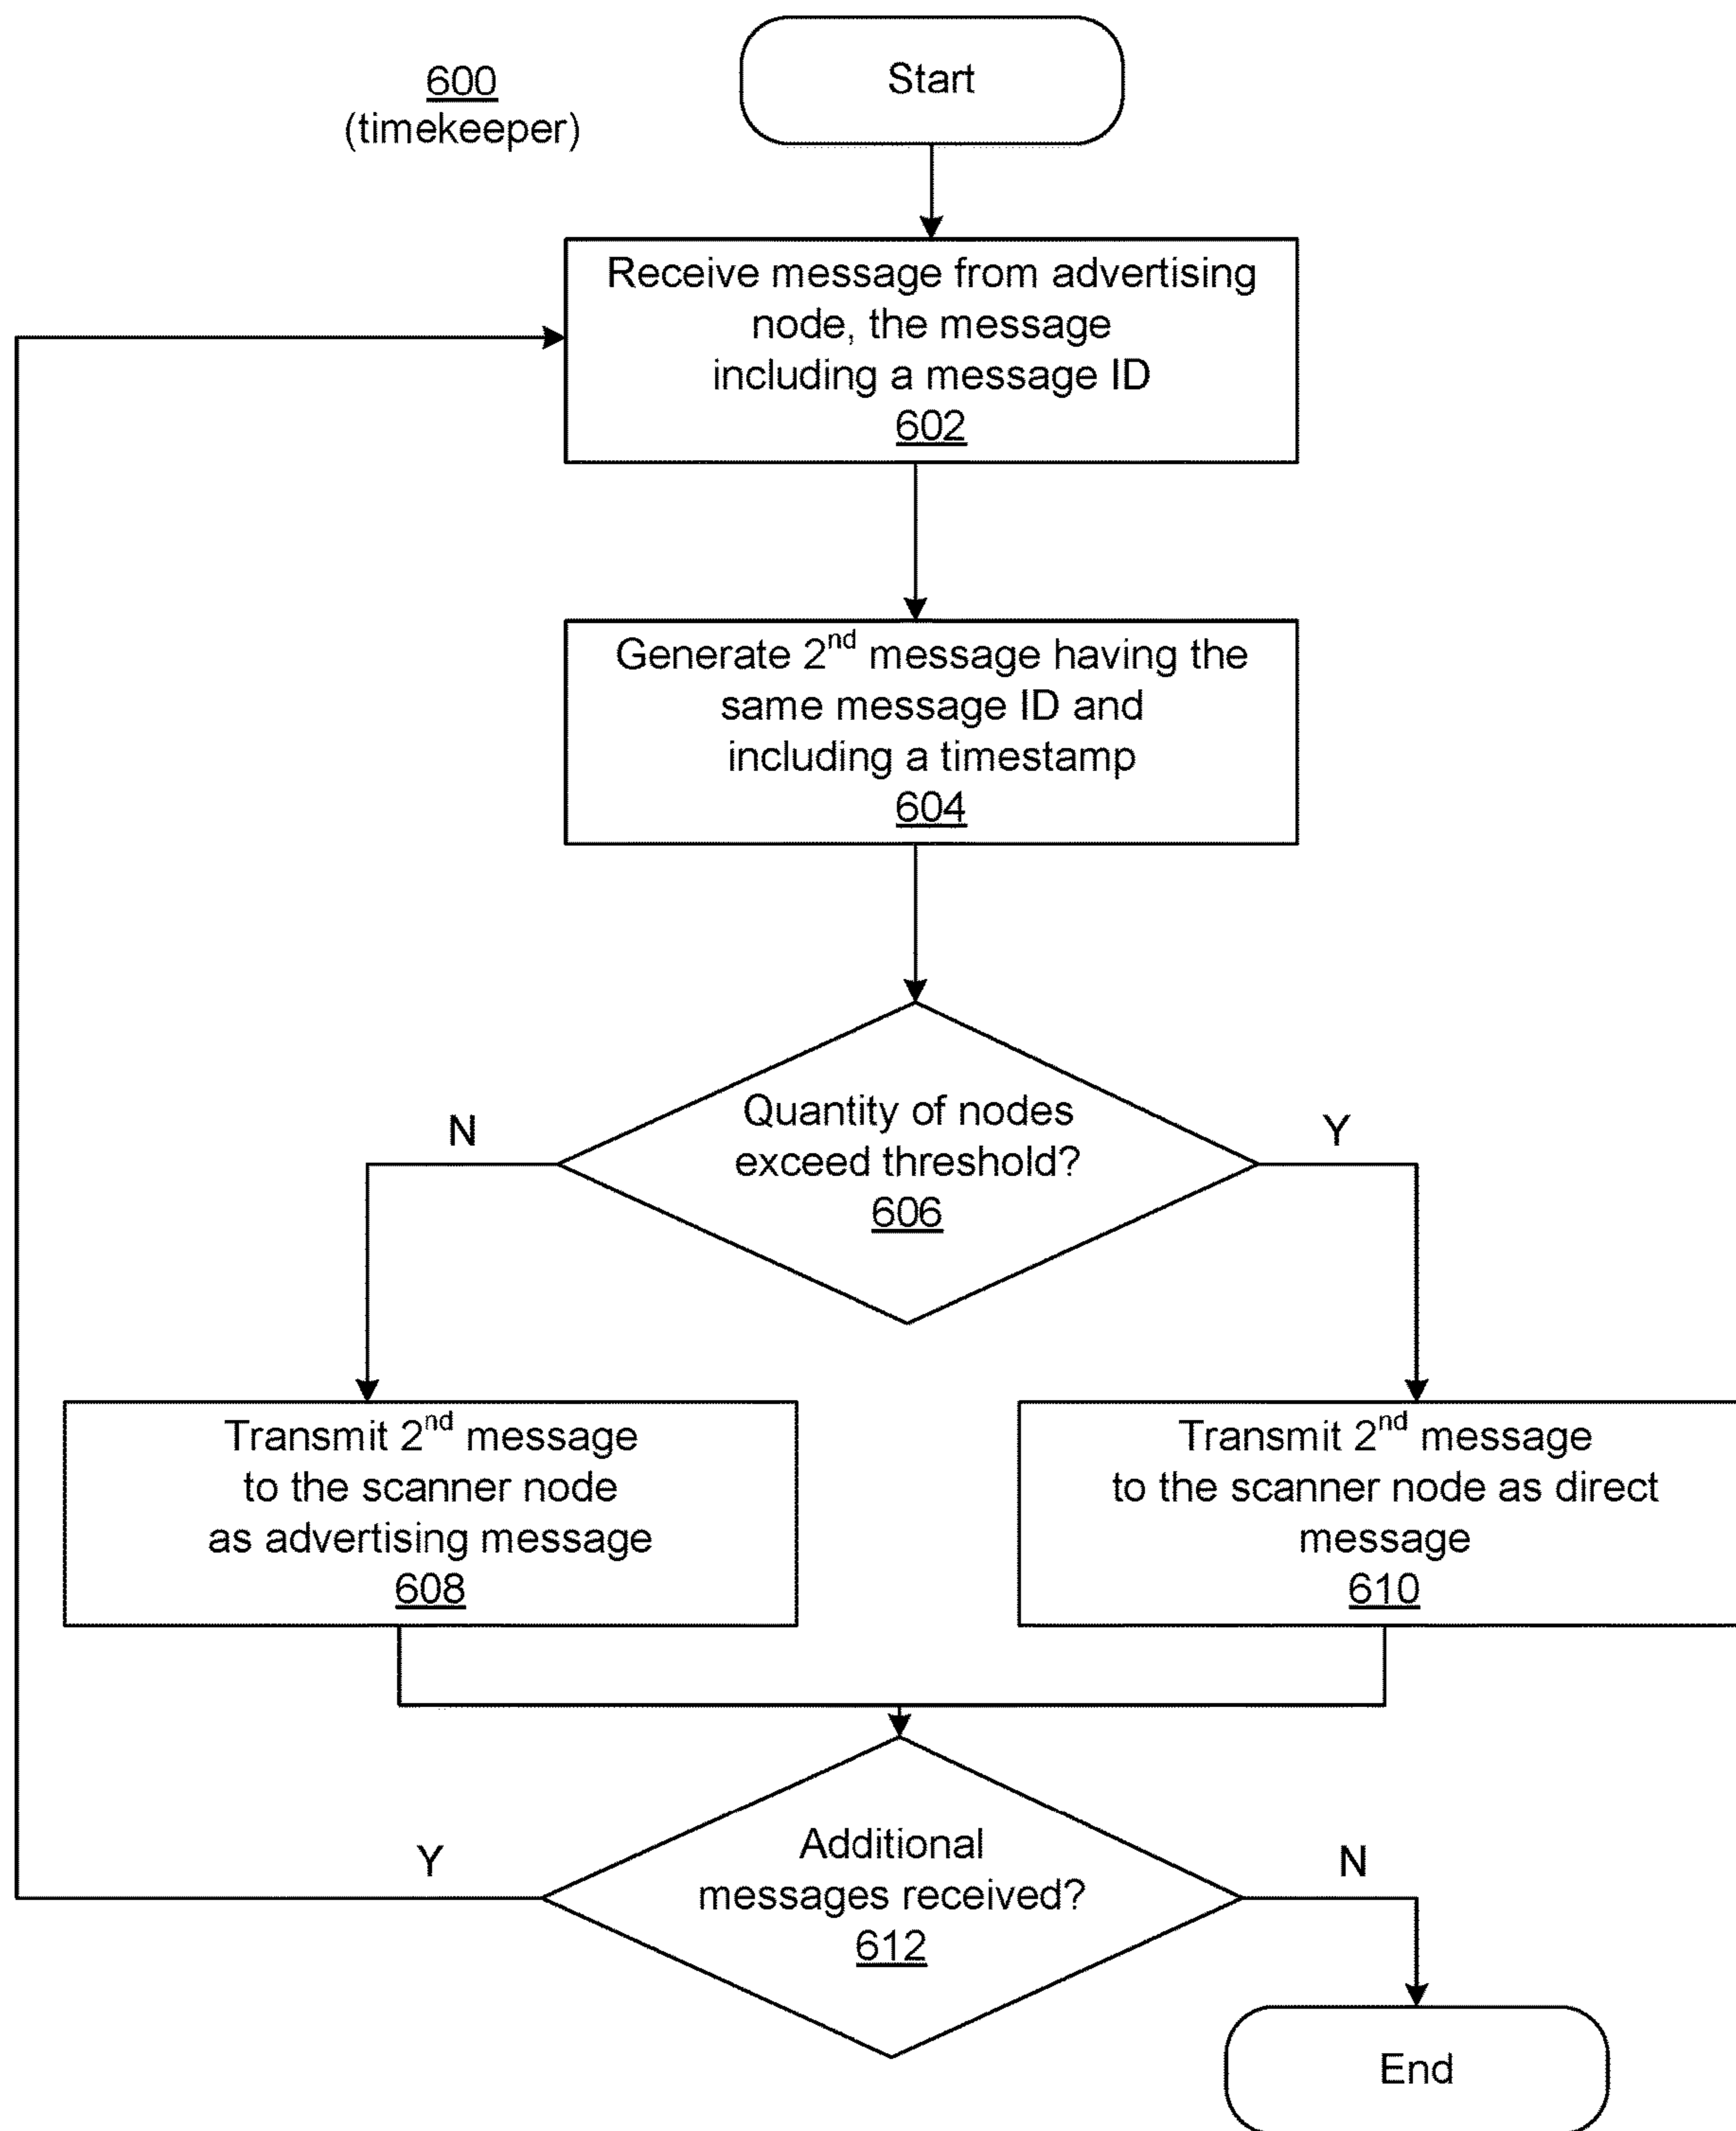 600
(timekeeper)
Start
Receive message from advertising
node, the message
including a message ID
602
Generate 2nd message having the
same message ID and
including a timestamp
604
Quantity of nodes
exceed threshold?
606
N
Y
Transmit 2nd message
to the scanner node
as advertising message
608
Transmit 2nd message
to the scanner node as direct
message
610
Additional
messages received?
612
Y
N
End